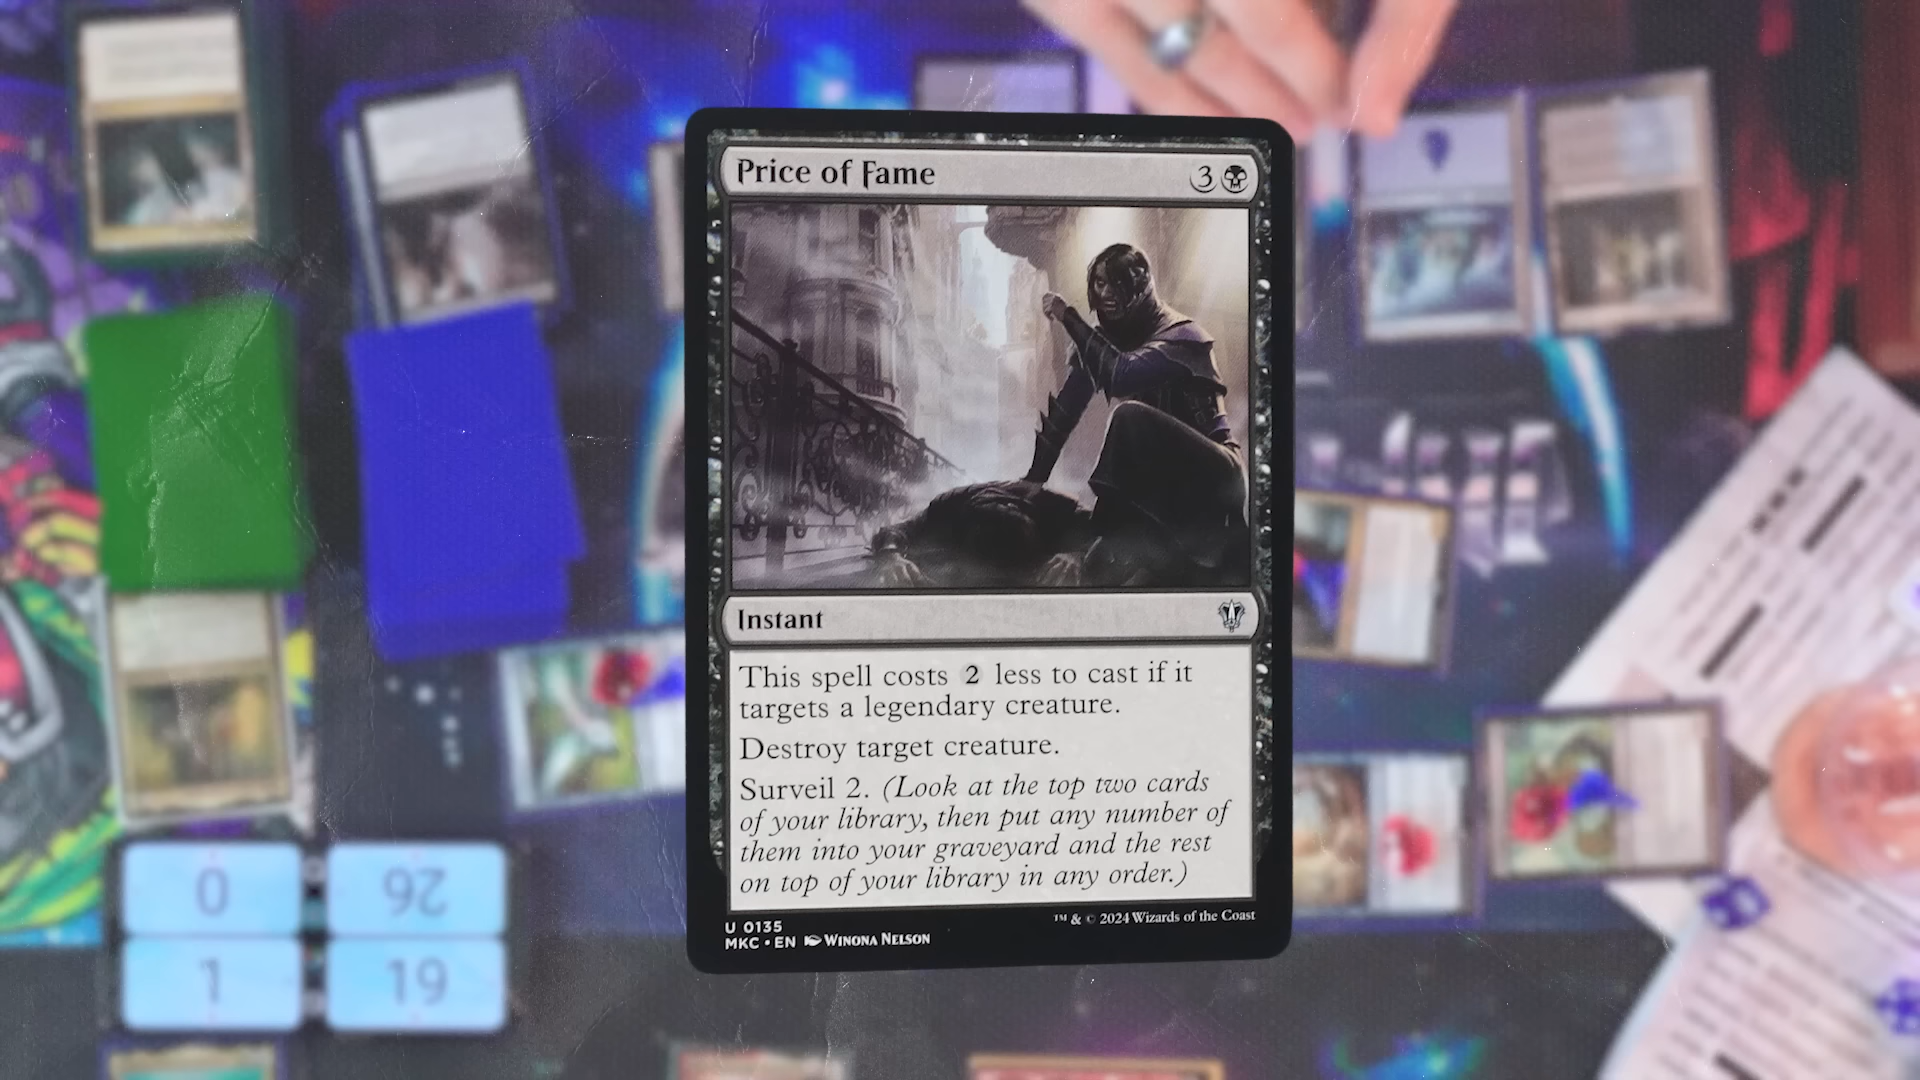 Price of Fame 3
Instant
This spell costs 2 less to cast if it
targets a legendary creature.
Destroy target creature.
Surveil 2. (Look at the top two cards
of your library, then put any number of
them into your graveyard and the rest
on top of your library in any order.)
U 0135
MKC • EN WINONA NELSON
™ & © 2024 Wizards of the Coast
0 26
1 19